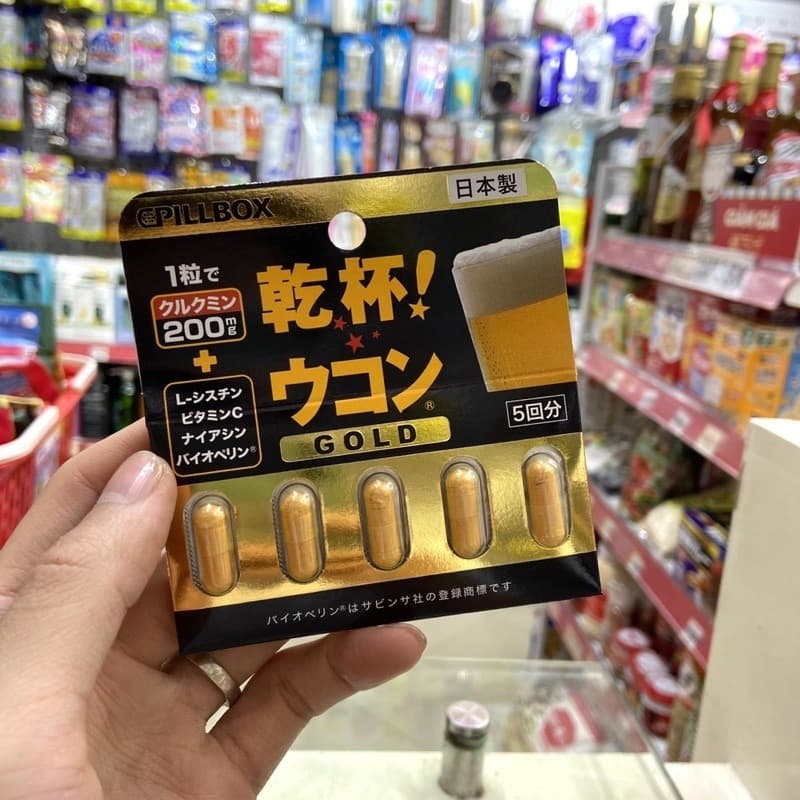 PILLBOX
日本製
1粒で
クルクミン
200mg
+
L-シスチン
ビタミンC
ナイアシン
バイオペリン®
乾杯!
ウコン®
GOLD
5回分
バイオペリン®はサビンサ社の登録商標です